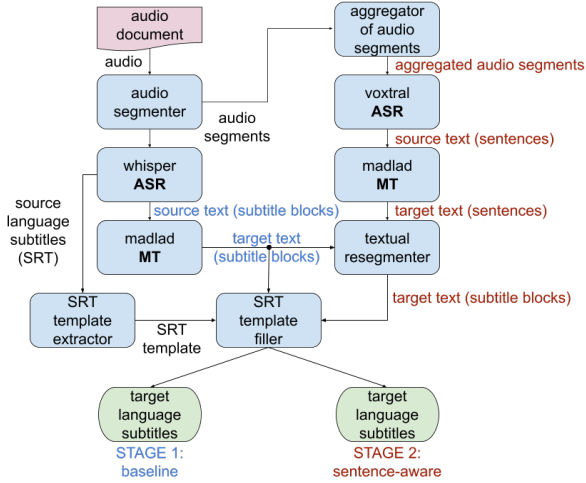 audio
document
aggregator
of audio
segments
audio
aggregated audio segments
audio
segmenter
audio
segments
voxtral
ASR
source text (sentences)
whisper
ASR
madlad
MT
source
language
subtitles
(SRT)
source text (subtitle blocks)
target text (sentences)
madlad
MT
target text
(subtitle blocks)
textual
resegmenter
target text (subtitle blocks)
SRT
template
extractor
SRT
template
SRT
template
filler
target
language
subtitles
target
language
subtitles
STAGE 1:
baseline
STAGE 2:
sentence-aware